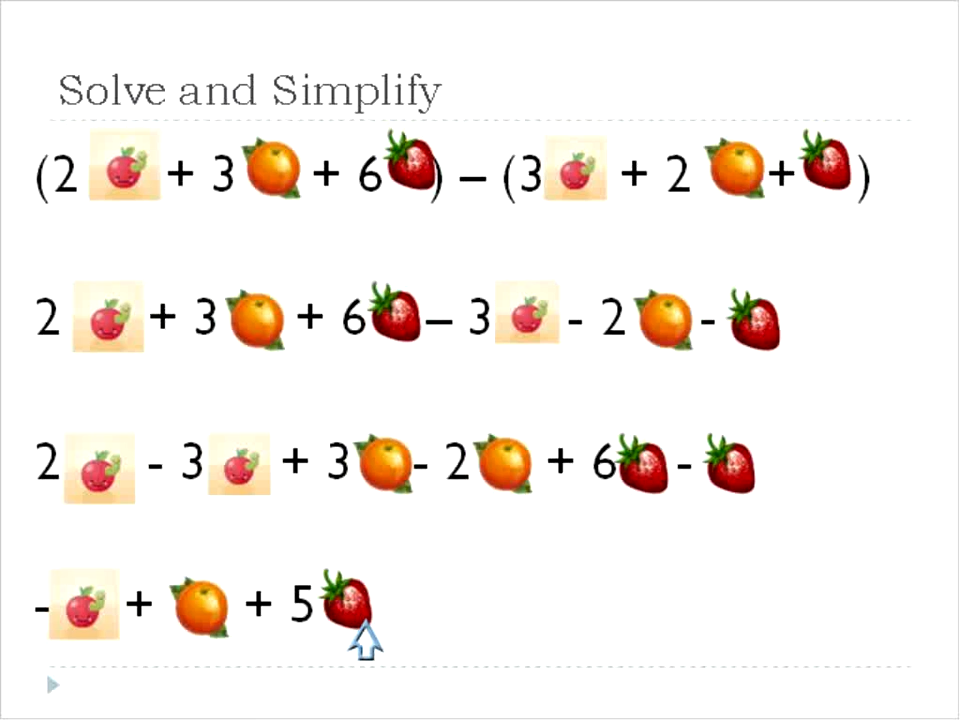 Solve and Simplify
(2 + 3 + 6 ) – (3 + 2 + )
2 + 3 + 6 – 3 - 2 -
2 - 3 + 3 - 2 + 6 -
- + + 5